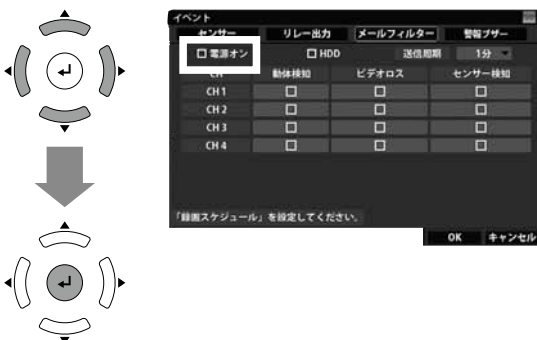 イベント
センサー リレー出力 メールフィルター 警報ブザー
電源オン HDD 送信周期 1分
CH 動体検知 ビデオロス センサー検知
CH 1
CH 2
CH 3
CH 4
「録画スケジュール」を設定してください。
OK キャンセル